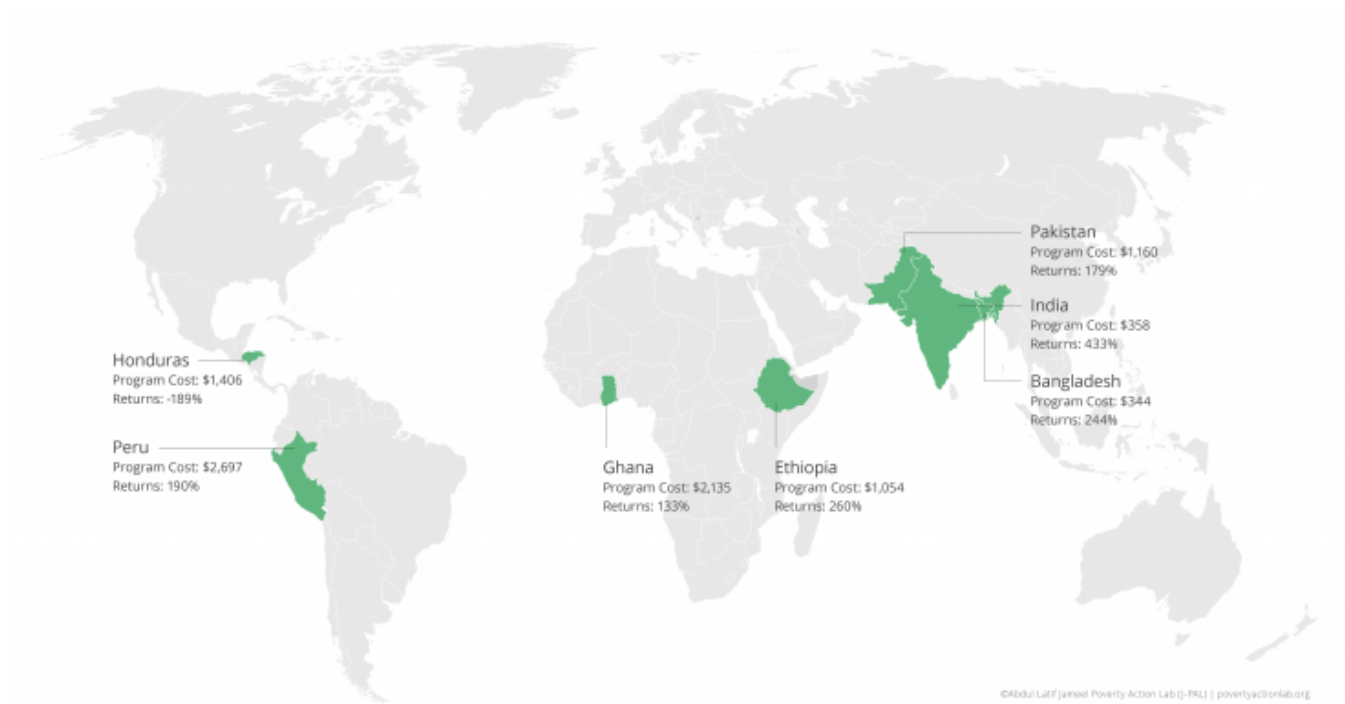 Pakistan
Program Cost: $1,160
Returns: 179%
India
Program Cost: $358
Returns: 433%
Bangladesh
Program Cost: $344
Returns: 244%
Honduras
Program Cost: $1,406
Returns: -189%
Peru
Program Cost: $2,697
Returns: 190%
Ghana
Program Cost: $2,135
Returns: 133%
Ethiopia
Program Cost: $1,054
Returns: 260%
©Abdul Latif Jameel Poverty Action Lab (J-PAL) | povertyactionlab.org